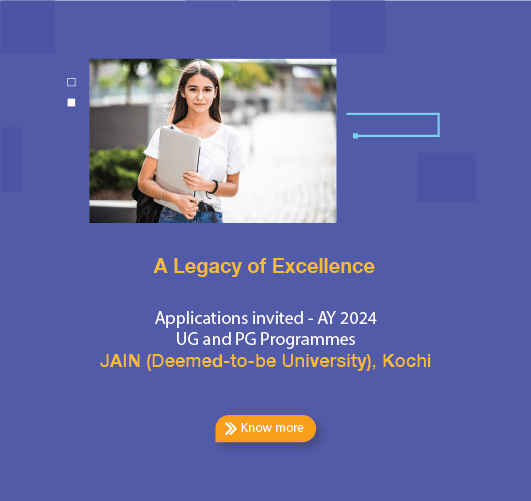 A Legacy of Excellence
Applications invited - AY 2024
UG and PG Programmes
JAIN (Deemed-to-be University), Kochi
Know more